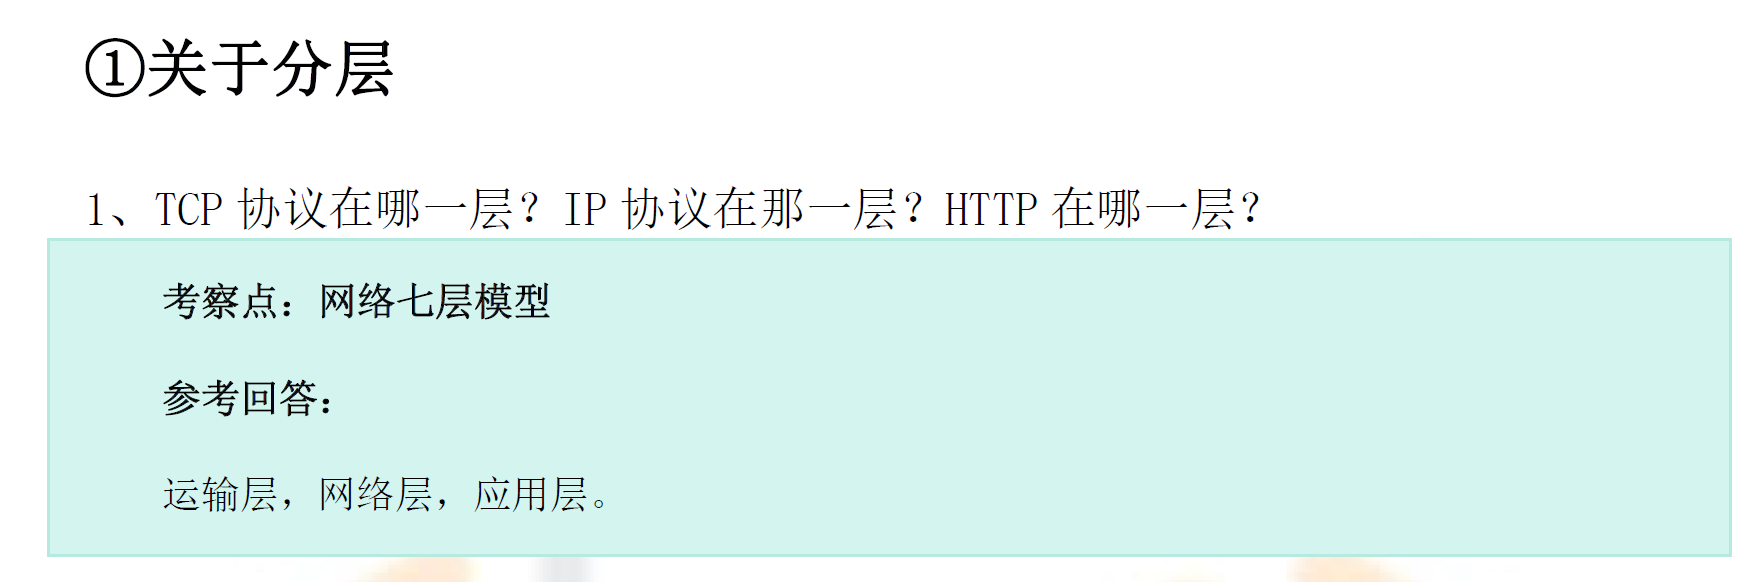 ①关于分层
1、TCP 协议在哪一层？IP 协议在那一层？HTTP 在哪一层？
考察点：网络七层模型
参考回答：
运输层，网络层，应用层。